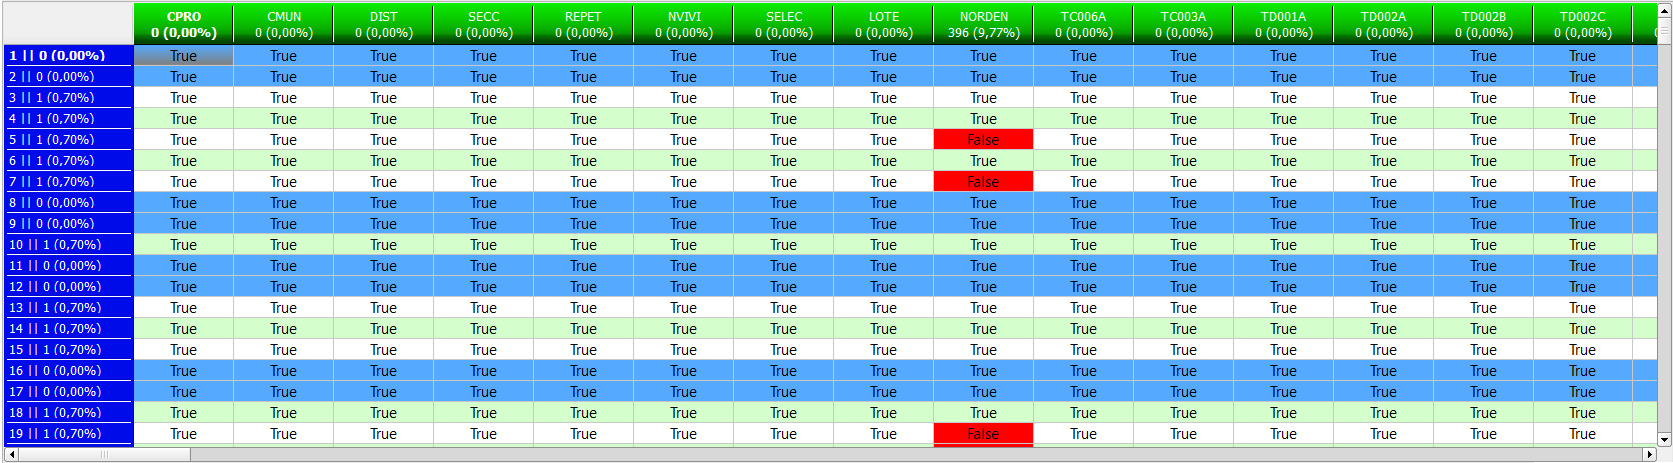 CPRO CMUN DIST SECC REPET NVIVI SELEC LOTE NORDEN TC006A TC003A TD001A TD002A TD002B TD002C
0 (0,00%) 0 (0,00%) 0 (0,00%) 0 (0,00%) 0 (0,00%) 0 (0,00%) 0 (0,00%) 0 (0,00%) 396 (9,77%) 0 (0,00%) 0 (0,00%) 0 (0,00%) 0 (0,00%) 0 (0,00%) 0 (0,00%)
1 || 0 (0,00%) True True True True True True True True True True True True True True True
2 || 0 (0,00%) True True True True True True True True True True True True True True True
3 || 1 (0,70%) True True True True True True True True True True True True True True True
4 || 1 (0,70%) True True True True True True True True True True True True True True True
5 || 1 (0,70%) True True True True True True True True False True True True True True True
6 || 1 (0,70%) True True True True True True True True True True True True True True True
7 || 1 (0,70%) True True True True True True True True False True True True True True True
8 || 0 (0,00%) True True True True True True True True True True True True True True True
9 || 0 (0,00%) True True True True True True True True True True True True True True True
10 || 1 (0,70%) True True True True True True True True True True True True True True True
11 || 0 (0,00%) True True True True True True True True True True True True True True True
12 || 0 (0,00%) True True True True True True True True True True True True True True True
13 || 1 (0,70%) True True True True True True True True True True True True True True True
14 || 1 (0,70%) True True True True True True True True True True True True True True True
15 || 1 (0,70%) True True True True True True True True True True True True True True True
16 || 0 (0,00%) True True True True True True True True True True True True True True True
17 || 0 (0,00%) True True True True True True True True True True True True True True True
18 || 1 (0,70%) True True True True True True True True True True True True True True True
19 || 1 (0,70%) True True True True True True True True False True True True True True True